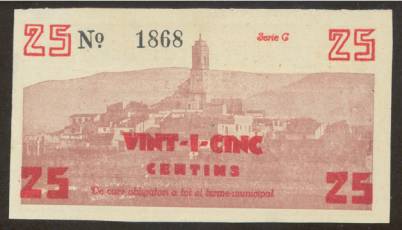 25 Nº 1868 Serie G 25
VINT-I-CINC
CENTIMS
25 25
De curs obligatori a tot el terme municipal